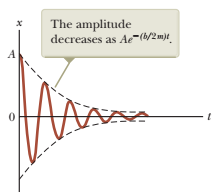 x
The amplitude
decreases as Ae^{-(b/2m)t}.
A
0
t